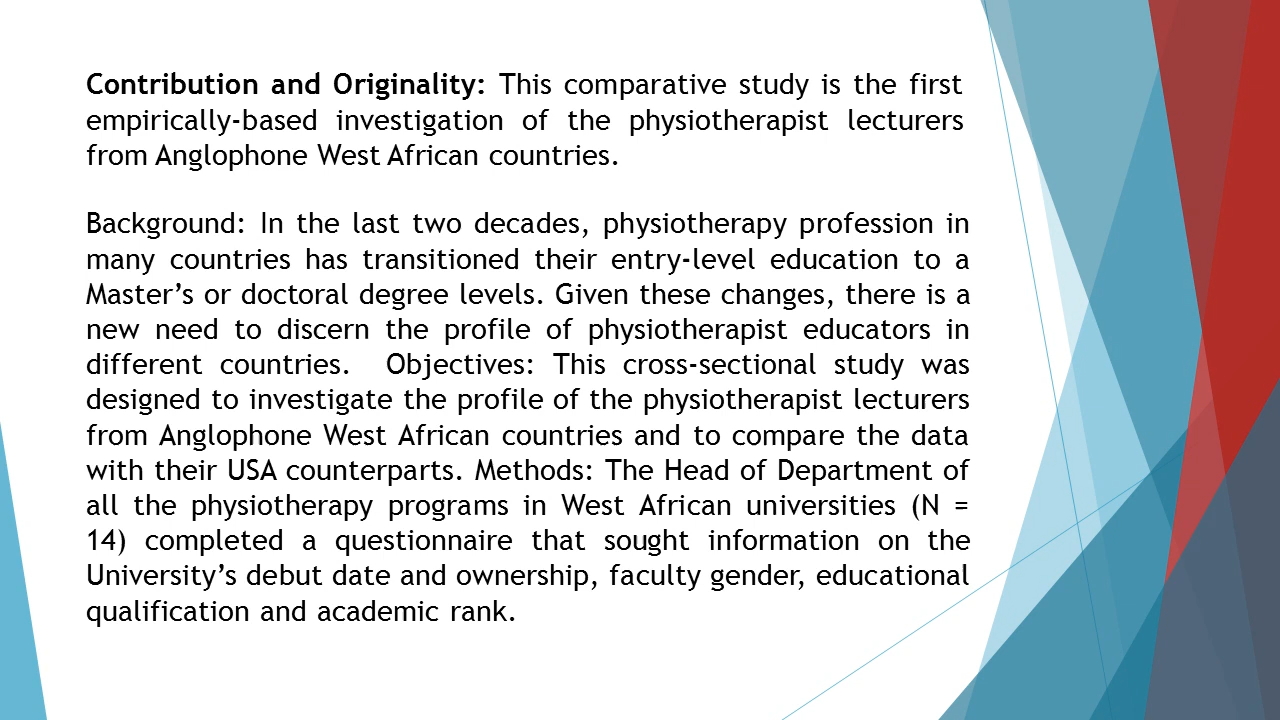 Contribution and Originality: This comparative study is the first
empirically-based investigation of the physiotherapist lecturers
from Anglophone West African countries.
Background: In the last two decades, physiotherapy profession in
many countries has transitioned their entry-level education to a
Master’s or doctoral degree levels. Given these changes, there is a
new need to discern the profile of physiotherapist educators in
different countries. Objectives: This cross-sectional study was
designed to investigate the profile of the physiotherapist lecturers
from Anglophone West African countries and to compare the data
with their USA counterparts. Methods: The Head of Department of
all the physiotherapy programs in West African universities (N =
14) completed a questionnaire that sought information on the
University’s debut date and ownership, faculty gender, educational
qualification and academic rank.